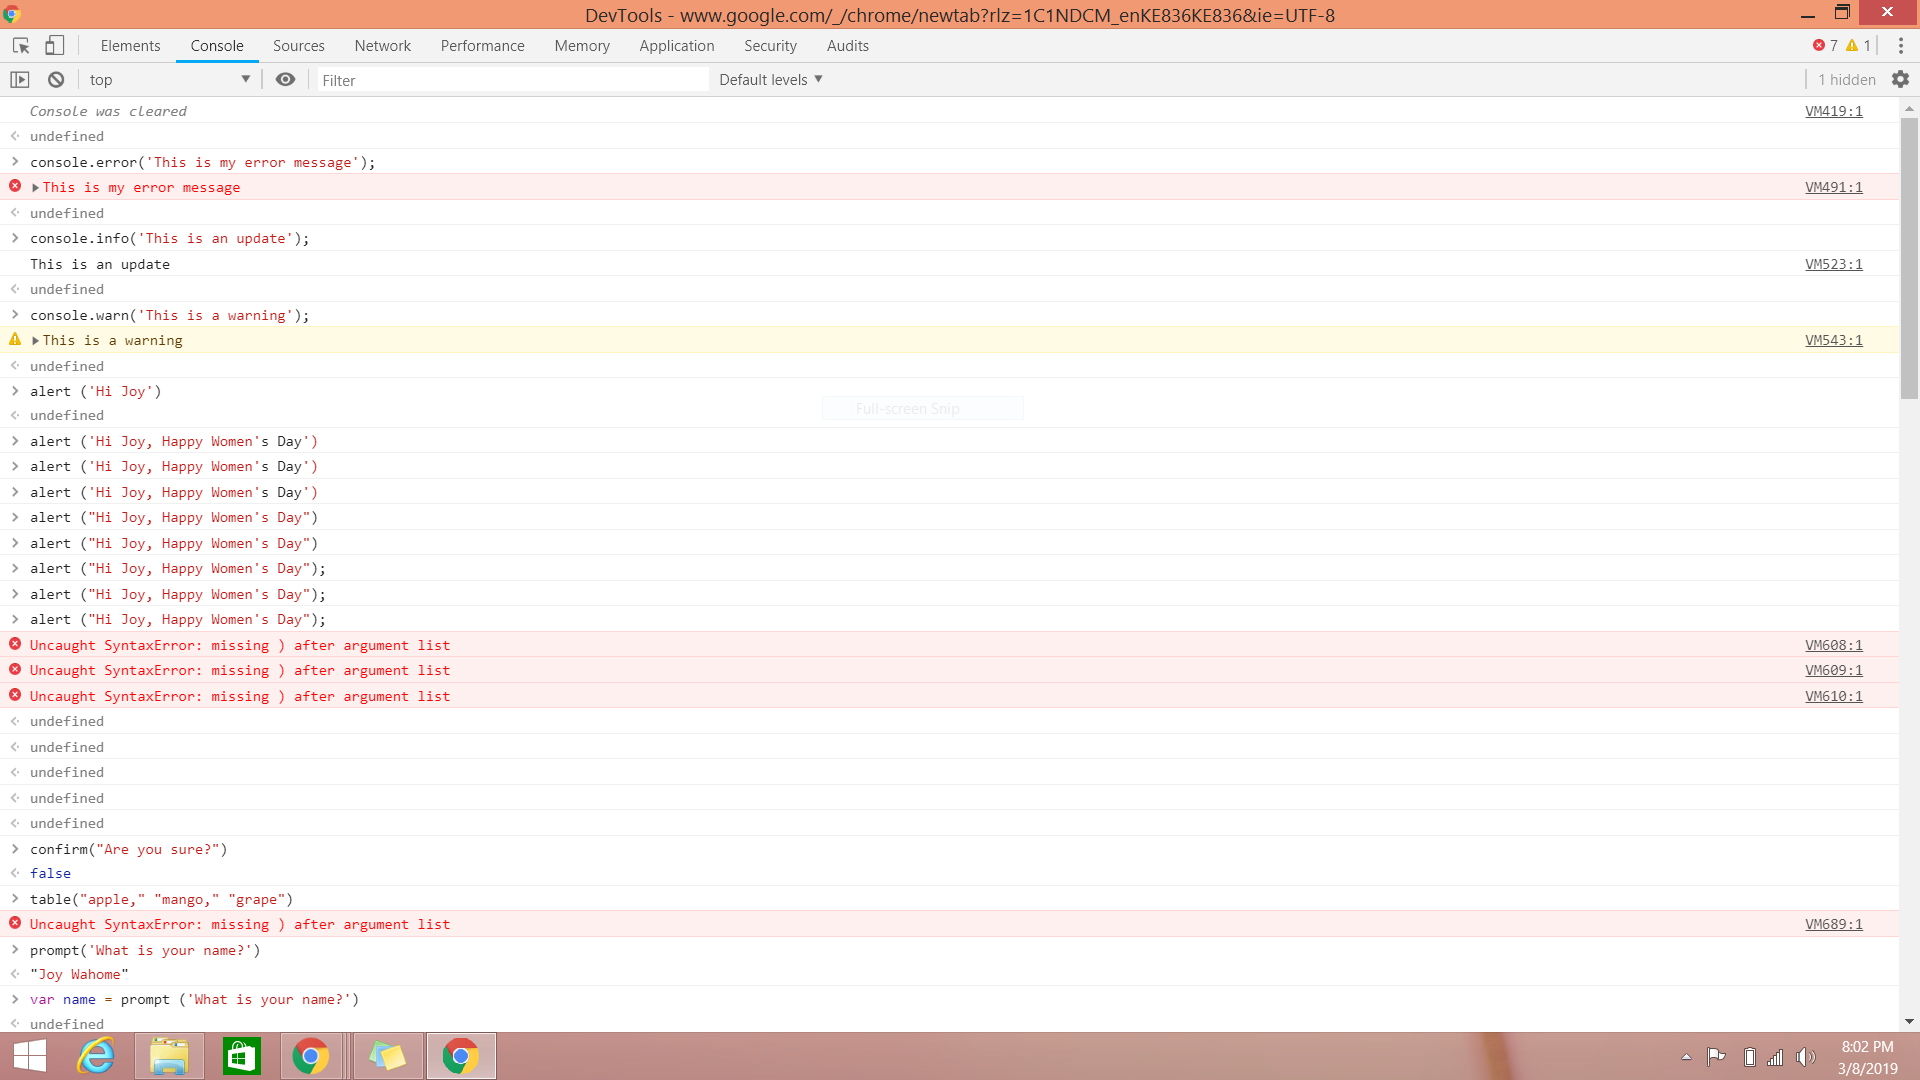 DevTools - www.google.com/_/chrome/newtab?rlz=1C1NDCM_enKE836KE836&ie=UTF-8
Elements Console Sources Network Performance Memory Application Security Audits 7 1
top Filter Default levels 1 hidden
Console was cleared VM419:1
undefined
console.error('This is my error message');
This is my error message VM491:1
undefined
console.info('This is an update');
This is an update VM523:1
undefined
console.warn('This is a warning');
This is a warning VM543:1
undefined
alert ('Hi Joy')
undefined
Full-screen Snip
alert ('Hi Joy, Happy Women's Day')
alert ('Hi Joy, Happy Women's Day')
alert ('Hi Joy, Happy Women's Day')
alert ("Hi Joy, Happy Women's Day")
alert ("Hi Joy, Happy Women's Day")
alert ("Hi Joy, Happy Women's Day");
alert ("Hi Joy, Happy Women's Day");
alert ("Hi Joy, Happy Women's Day");
Uncaught SyntaxError: missing ) after argument list VM608:1
Uncaught SyntaxError: missing ) after argument list VM609:1
Uncaught SyntaxError: missing ) after argument list VM610:1
undefined
undefined
undefined
undefined
undefined
confirm("Are you sure?")
false
table("apple," "mango," "grape")
Uncaught SyntaxError: missing ) after argument list VM689:1
prompt('What is your name?')
"Joy Wahome"
var name = prompt ('What is your name?')
undefined
8:02 PM
3/8/2019